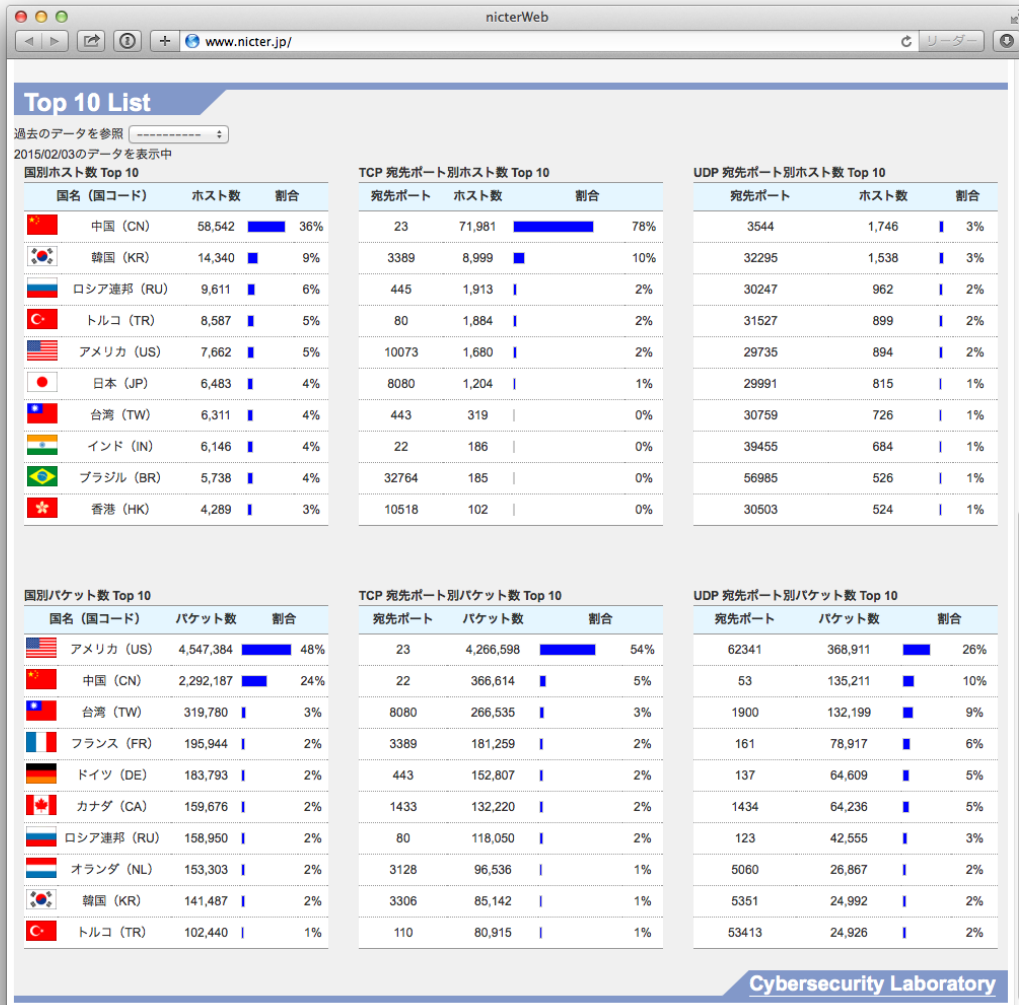 nicterWeb
www.nicter.jp/
リーダー
Top 10 List
過去のデータを参照 ----------
2015/02/03のデータを表示中
国別ホスト数 Top 10
国名（国コード） ホスト数 割合
中国（CN） 58,542 36%
韓国（KR） 14,340 9%
ロシア連邦（RU） 9,611 6%
トルコ（TR） 8,587 5%
アメリカ（US） 7,662 5%
日本（JP） 6,483 4%
台湾（TW） 6,311 4%
インド（IN） 6,146 4%
ブラジル（BR） 5,738 4%
香港（HK） 4,289 3%
TCP 宛先ポート別ホスト数 Top 10
宛先ポート ホスト数 割合
23 71,981 78%
3389 8,999 10%
445 1,913 2%
80 1,884 2%
10073 1,680 2%
8080 1,204 1%
443 319 0%
22 186 0%
32764 185 0%
10518 102 0%
UDP 宛先ポート別ホスト数 Top 10
宛先ポート ホスト数 割合
3544 1,746 3%
32295 1,538 3%
30247 962 2%
31527 899 2%
29735 894 2%
29991 815 1%
30759 726 1%
39455 684 1%
56985 526 1%
30503 524 1%
国別パケット数 Top 10
国名（国コード） パケット数 割合
アメリカ（US） 4,547,384 48%
中国（CN） 2,292,187 24%
台湾（TW） 319,780 3%
フランス（FR） 195,944 2%
ドイツ（DE） 183,793 2%
カナダ（CA） 159,676 2%
ロシア連邦（RU） 158,950 2%
オランダ（NL） 153,303 2%
韓国（KR） 141,487 2%
トルコ（TR） 102,440 1%
TCP 宛先ポート別パケット数 Top 10
宛先ポート パケット数 割合
23 4,266,598 54%
22 366,614 5%
8080 266,535 3%
3389 181,259 2%
443 152,807 2%
1433 132,220 2%
80 118,050 2%
3128 96,536 1%
3306 85,142 1%
110 80,915 1%
UDP 宛先ポート別パケット数 Top 10
宛先ポート パケット数 割合
62341 368,911 26%
53 135,211 10%
1900 132,199 9%
161 78,917 6%
137 64,609 5%
1434 64,236 5%
123 42,555 3%
5060 26,867 2%
5351 24,992 2%
53413 24,926 2%
Cybersecurity Laboratory